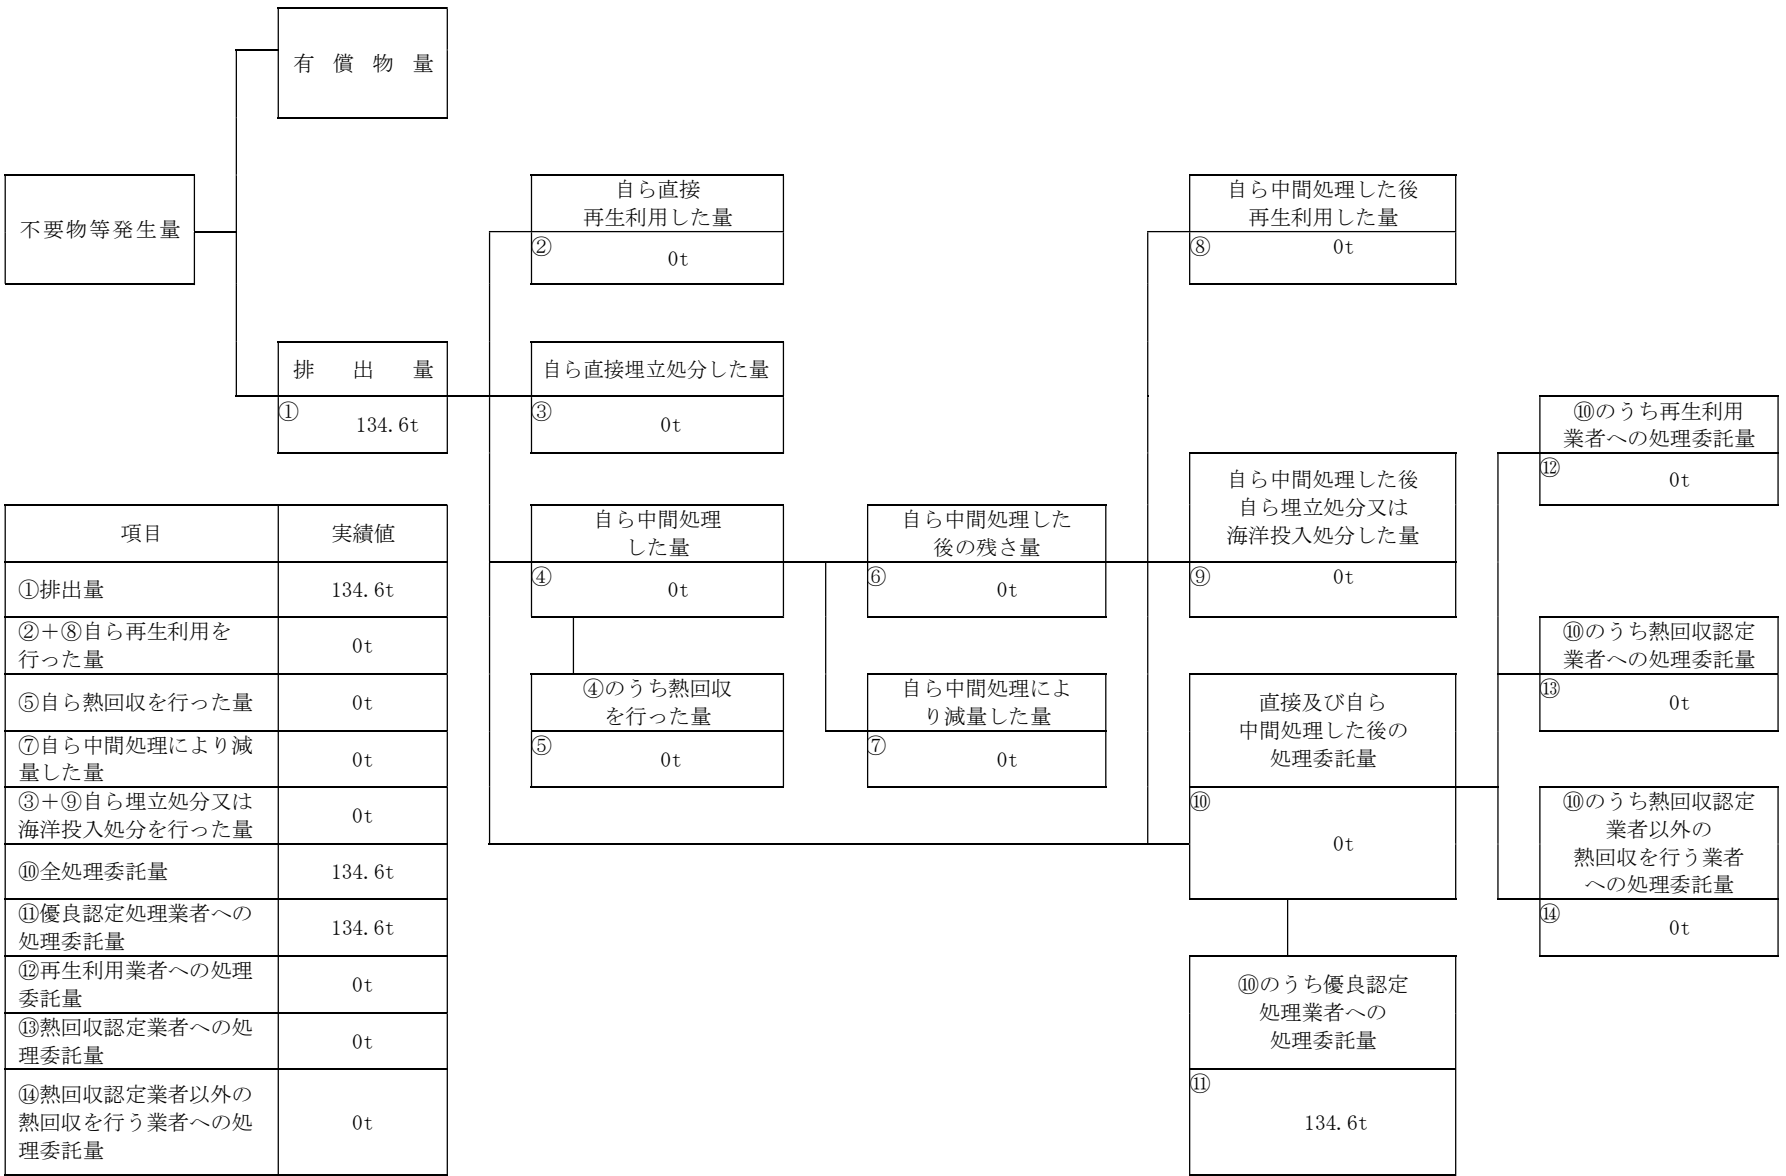 有償物量
不要物等発生量
自ら直接
再生利用した量
②
0t
自ら中間処理した後
再生利用した量
⑧
0t
排出量
①
134.6t
自ら直接埋立処分した量
③
0t
⑩のうち再生利用
業者への処理委託量
⑫
0t
自ら中間処理
した量
④
0t
自ら中間処理した
後の残さ量
⑥
0t
自ら中間処理した後
自ら埋立処分又は
海洋投入処分した量
⑨
0t
⑩のうち熱回収認定
業者への処理委託量
⑬
0t
④のうち熱回収
を行った量
⑤
0t
自ら中間処理によ
り減量した量
⑦
0t
直接及び自ら
中間処理した後の
処理委託量
⑩
0t
⑩のうち熱回収認定
業者以外の
熱回収を行う業者
への処理委託量
⑭
0t
⑩のうち優良認定
処理業者への
処理委託量
⑪
134.6t
項目 実績値
①排出量 134.6t
②＋⑧自ら再生利用を
行った量
0t
⑤自ら熱回収を行った量 0t
⑦自ら中間処理により減
量した量
0t
③＋⑨自ら埋立処分又は
海洋投入処分を行った量
0t
⑩全処理委託量 134.6t
⑪優良認定処理業者への
処理委託量
134.6t
⑫再生利用業者への処理
委託量
0t
⑬熱回収認定業者への処
理委託量
0t
⑭熱回収認定業者以外の
熱回収を行う業者への処
理委託量
0t